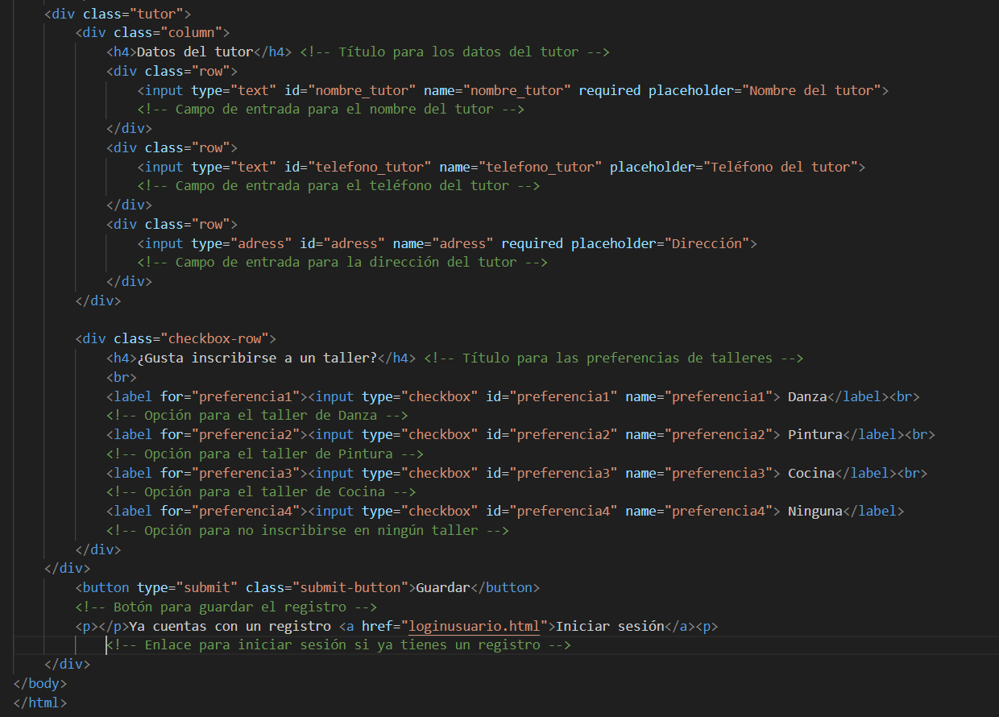 <div class="tutor">
<div class="column">
<h4>Datos del tutor</h4> <!-- Título para los datos del tutor -->
<div class="row">
<input type="text" id="nombre_tutor" name="nombre_tutor" required placeholder="Nombre del tutor">
<!-- Campo de entrada para el nombre del tutor -->
</div>
<div class="row">
<input type="text" id="telefono_tutor" name="telefono_tutor" placeholder="Teléfono del tutor">
<!-- Campo de entrada para el teléfono del tutor -->
</div>
<div class="row">
<input type="adress" id="adress" name="adress" required placeholder="Dirección">
<!-- Campo de entrada para la dirección del tutor -->
</div>
</div>
<div class="checkbox-row">
<h4>¿Gusta inscribirse a un taller?</h4> <!-- Título para las preferencias de talleres -->
<br>
<label for="preferencia1"><input type="checkbox" id="preferencia1" name="preferencia1"> Danza</label><br>
<!-- Opción para el taller de Danza -->
<label for="preferencia2"><input type="checkbox" id="preferencia2" name="preferencia2"> Pintura</label><br>
<!-- Opción para el taller de Pintura -->
<label for="preferencia3"><input type="checkbox" id="preferencia3" name="preferencia3"> Cocina</label><br>
<!-- Opción para el taller de Cocina -->
<label for="preferencia4"><input type="checkbox" id="preferencia4" name="preferencia4"> Ninguna</label>
<!-- Opción para no inscribirse en ningún taller -->
</div>
</div>
<button type="submit" class="submit-button">Guardar</button>
<!-- Botón para guardar el registro -->
<p></p>Ya cuentas con un registro <a href="loginusuario.html">Iniciar sesión</a><p>
<!-- Enlace para iniciar sesión si ya tienes un registro -->
</div>
</body>
</html>